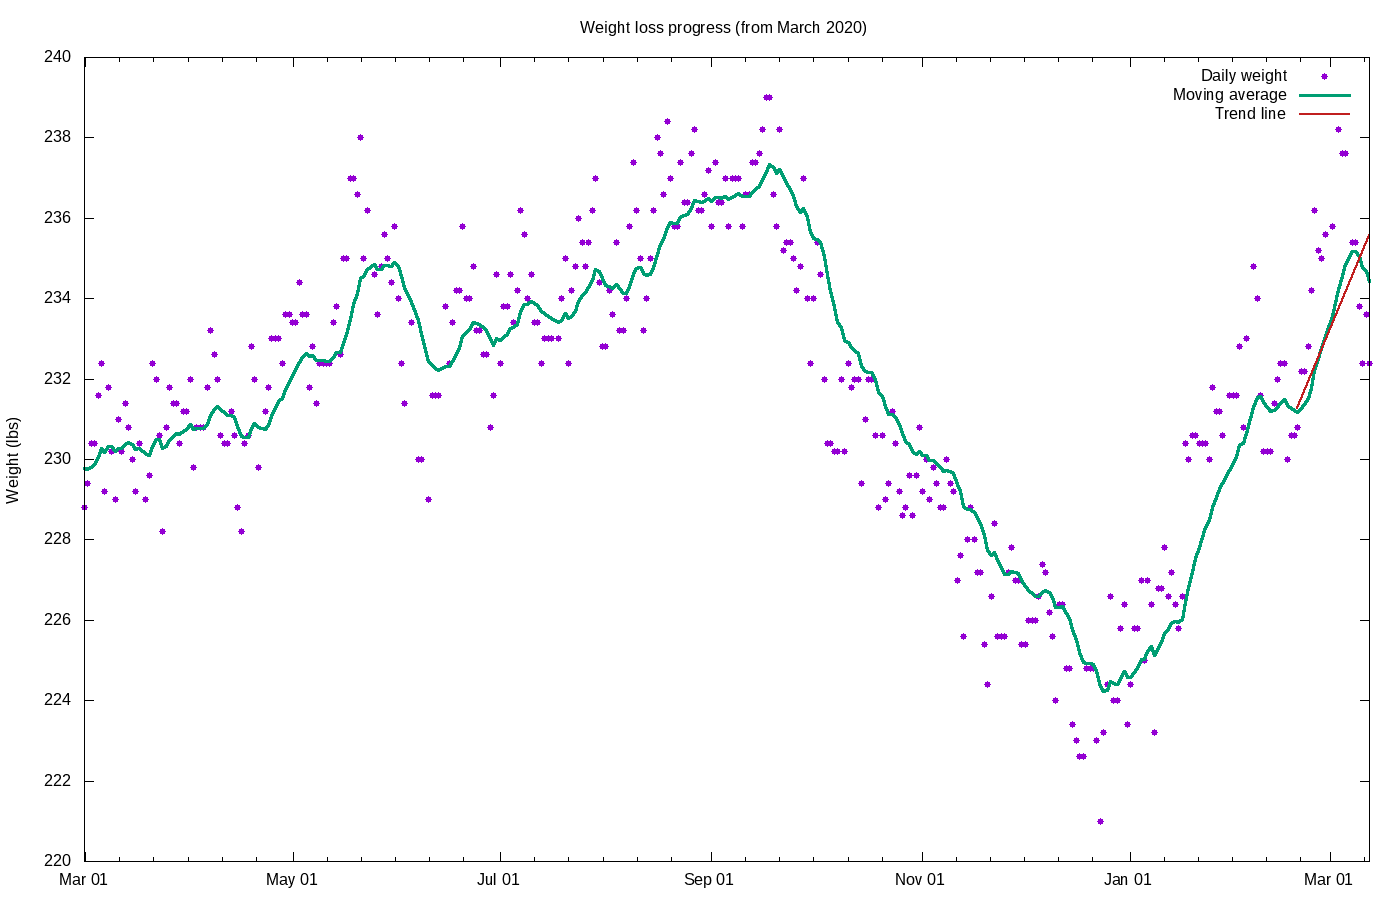 Weight loss progress (from March 2020)
Daily weight
Moving average
Trend line
240
238
236
234
232
230
228
226
224
222
220
Weight (lbs)
Mar 01 May 01 Jul 01 Sep 01 Nov 01 Jan 01 Mar 01